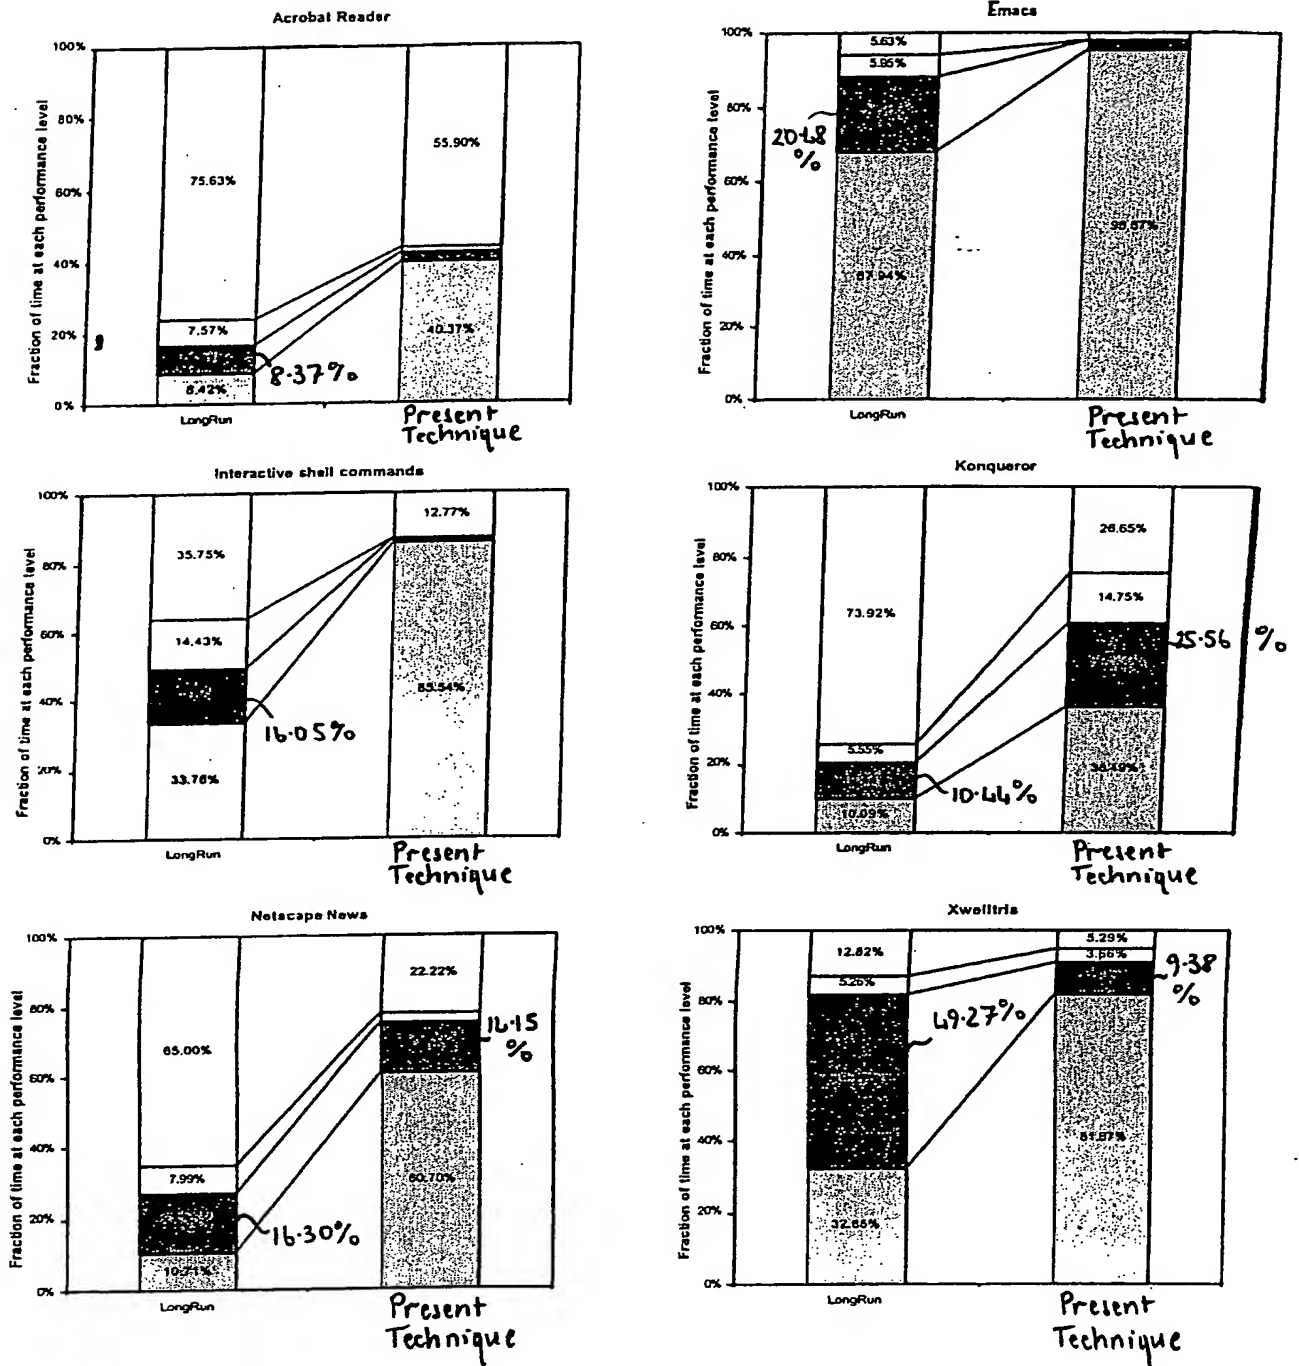 Acrobat Reader
Fraction of time at each performance level
100%
80%
60%
40%
20%
0%
75.63%
7.57%
8.37%
8.42%
55.90%
40.37%
LongRun
Present
Technique
Emacs
Fraction of time at each performance level
100%
80%
60%
40%
20%
0%
5.63%
5.95%
20.48
%
67.94%
LongRun
Present
Technique
Interactive shell commands
Fraction of time at each performance level
100%
80%
60%
40%
20%
0%
35.75%
14.43%
16.05%
33.76%
12.77%
85.54%
LongRun
Present
Technique
Konqueror
Fraction of time at each performance level
100%
80%
60%
40%
20%
0%
73.92%
5.55%
10.44%
10.09%
26.65%
14.75%
25.56 %
LongRun
Present
Technique
Netscape News
Fraction of time at each performance level
100%
80%
60%
40%
20%
0%
65.00%
7.99%
16.30%
10.71%
22.22%
14.15
%
60.70%
LongRun
Present
Technique
Xwelltris
Fraction of time at each performance level
100%
80%
60%
40%
20%
0%
12.82%
5.26%
49.27%
32.65%
5.29%
3.66%
9.38
%
LongRun
Present
Technique